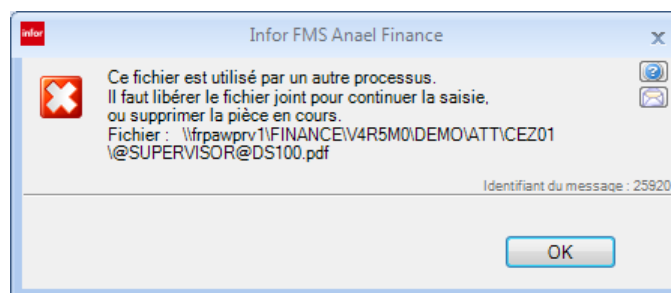 infor
Infor FMS Anael Finance
Ce fichier est utilisé par un autre processus.
Il faut libérer le fichier joint pour continuer la saisie,
ou supprimer la pièce en cours.
Fichier : \\frpawprv1\FINANCE\V4R5M0\DEMO\ATT\CEZ01
\@SUPERVISOR@DS100.pdf
Identifiant du message : 25920
OK